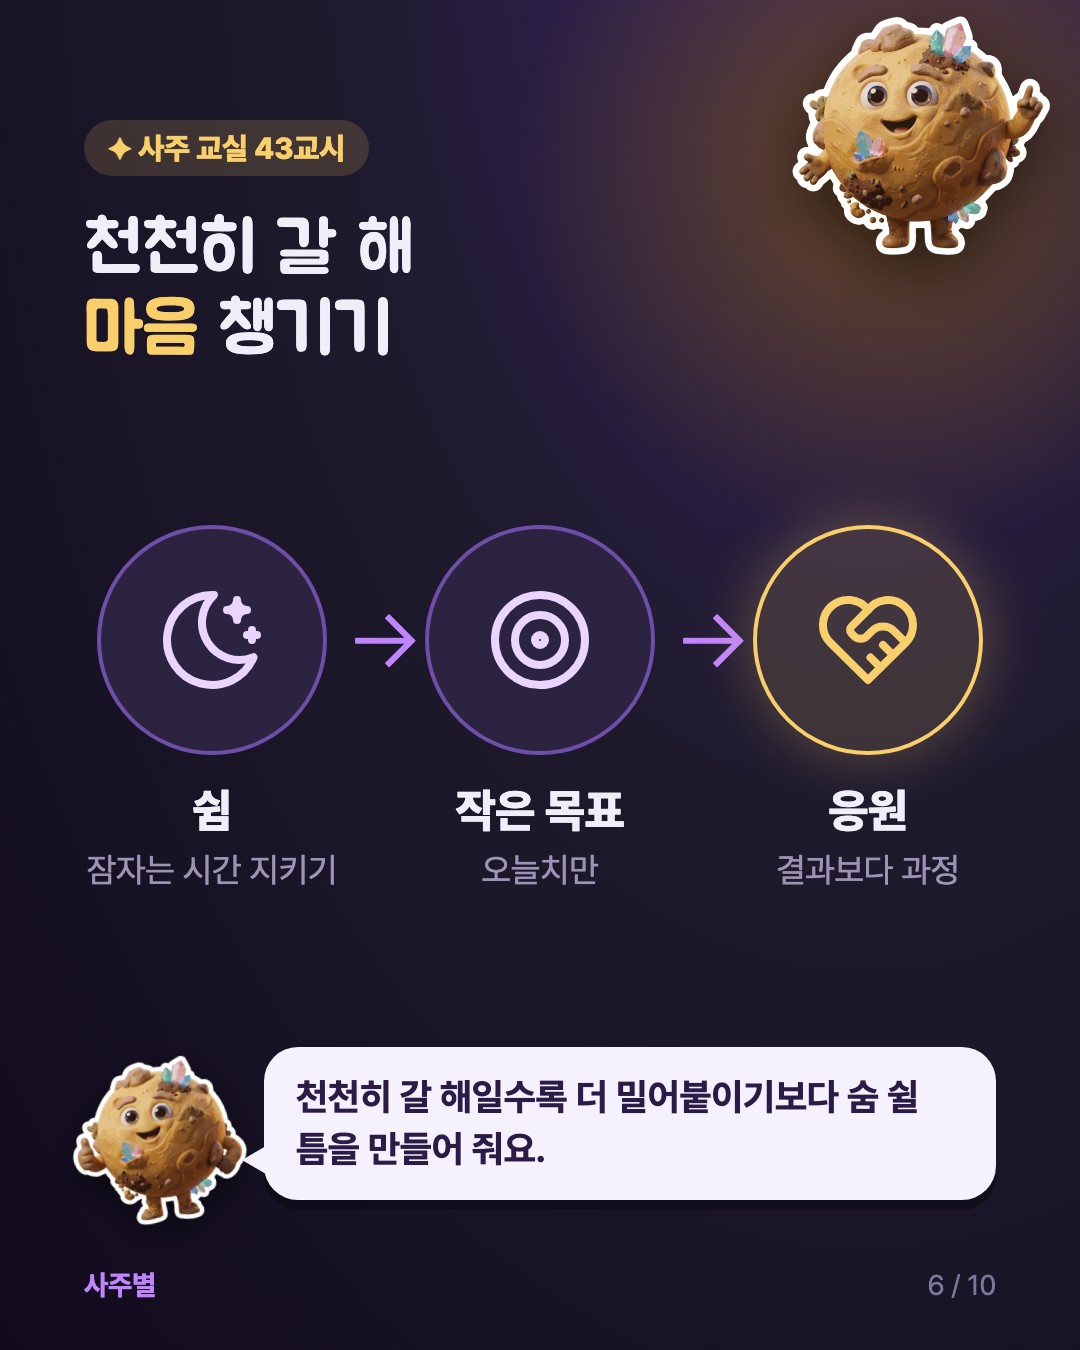 사주 교실 43교시
천천히 갈 해
마음 챙기기
쉼
잠자는 시간 지키기
작은 목표
오늘치만
응원
결과보다 과정
천천히 갈 해일수록 더 밀어붙이기보다 숨 쉴
틈을 만들어 줘요.
사주별
6 / 10